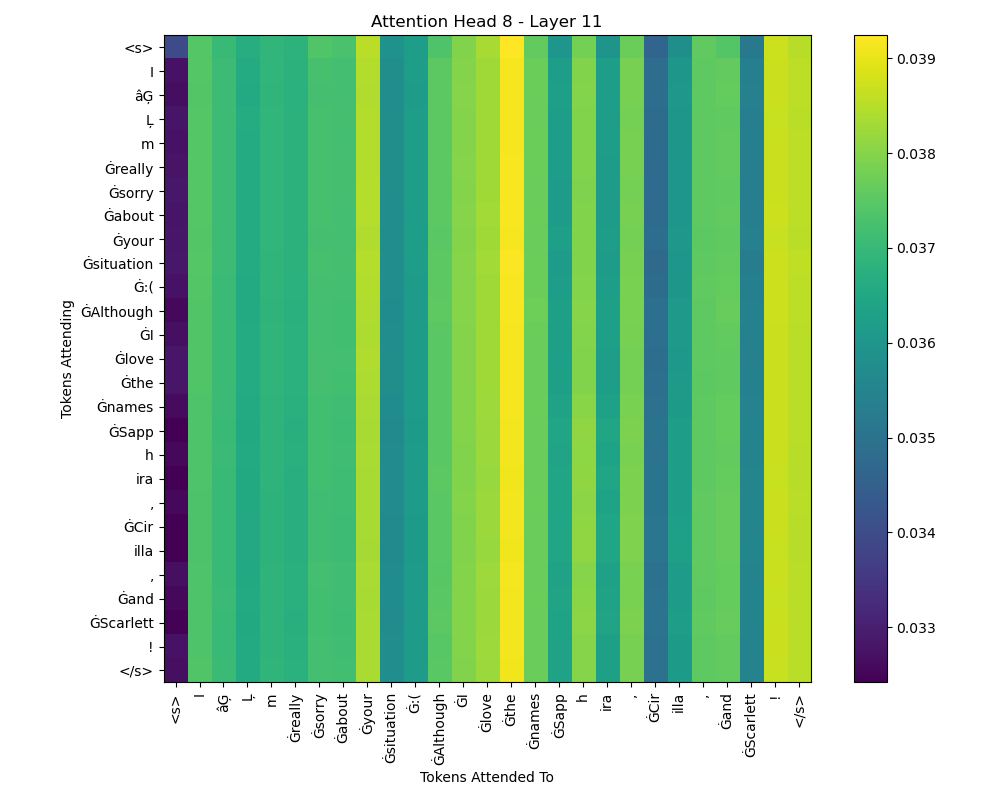 Attention Head 8 - Layer 11
Tokens Attending
<s>
I
âĢ
Ļ
m
Ġreally
Ġsorry
Ġabout
Ġyour
Ġsituation
Ġ:(
ĠAlthough
ĠI
Ġlove
Ġthe
Ġnames
ĠSapp
h
ira
,
ĠCir
illa
,
Ġand
ĠScarlett
!
</s>
<s>
I
âĢ
Ļ
m
Ġreally
Ġsorry
Ġabout
Ġyour
Ġsituation
Ġ:(
ĠAlthough
ĠI
Ġlove
Ġthe
Ġnames
ĠSapp
h
ira
,
ĠCir
illa
,
Ġand
ĠScarlett
!
</s>
Tokens Attended To
0.039
0.038
0.037
0.036
0.035
0.034
0.033